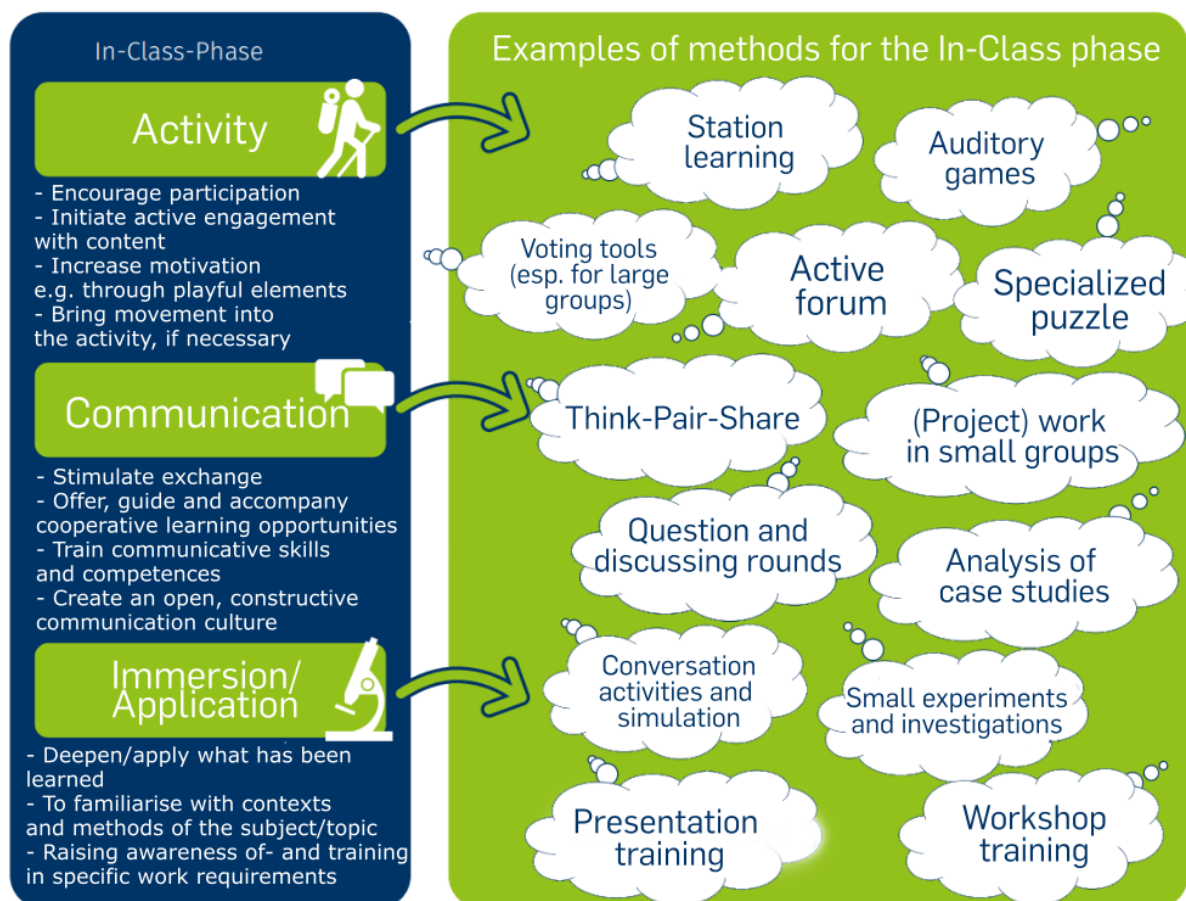 In-Class-Phase
Activity
- Encourage participation
- Initiate active engagement
with content
- Increase motivation
e.g. through playful elements
- Bring movement into
the activity, if necessary
Communication
- Stimulate exchange
- Offer, guide and accompany
cooperative learning opportunities
- Train communicative skills
and competences
- Create an open, constructive
communication culture
Immersion/
Application
- Deepen/apply what has been
learned
- To familiarise with contexts
and methods of the subject/topic
- Raising awareness of- and training
in specific work requirements
Examples of methods for the In-Class phase
Station
learning
Auditory
games
Voting tools
(esp. for large
groups)
Active
forum
Specialized
puzzle
Think-Pair-Share
(Project) work
in small groups
Question and
discussing rounds
Analysis of
case studies
Conversation
activities and
simulation
Small experiments
and investigations
Presentation
training
Workshop
training